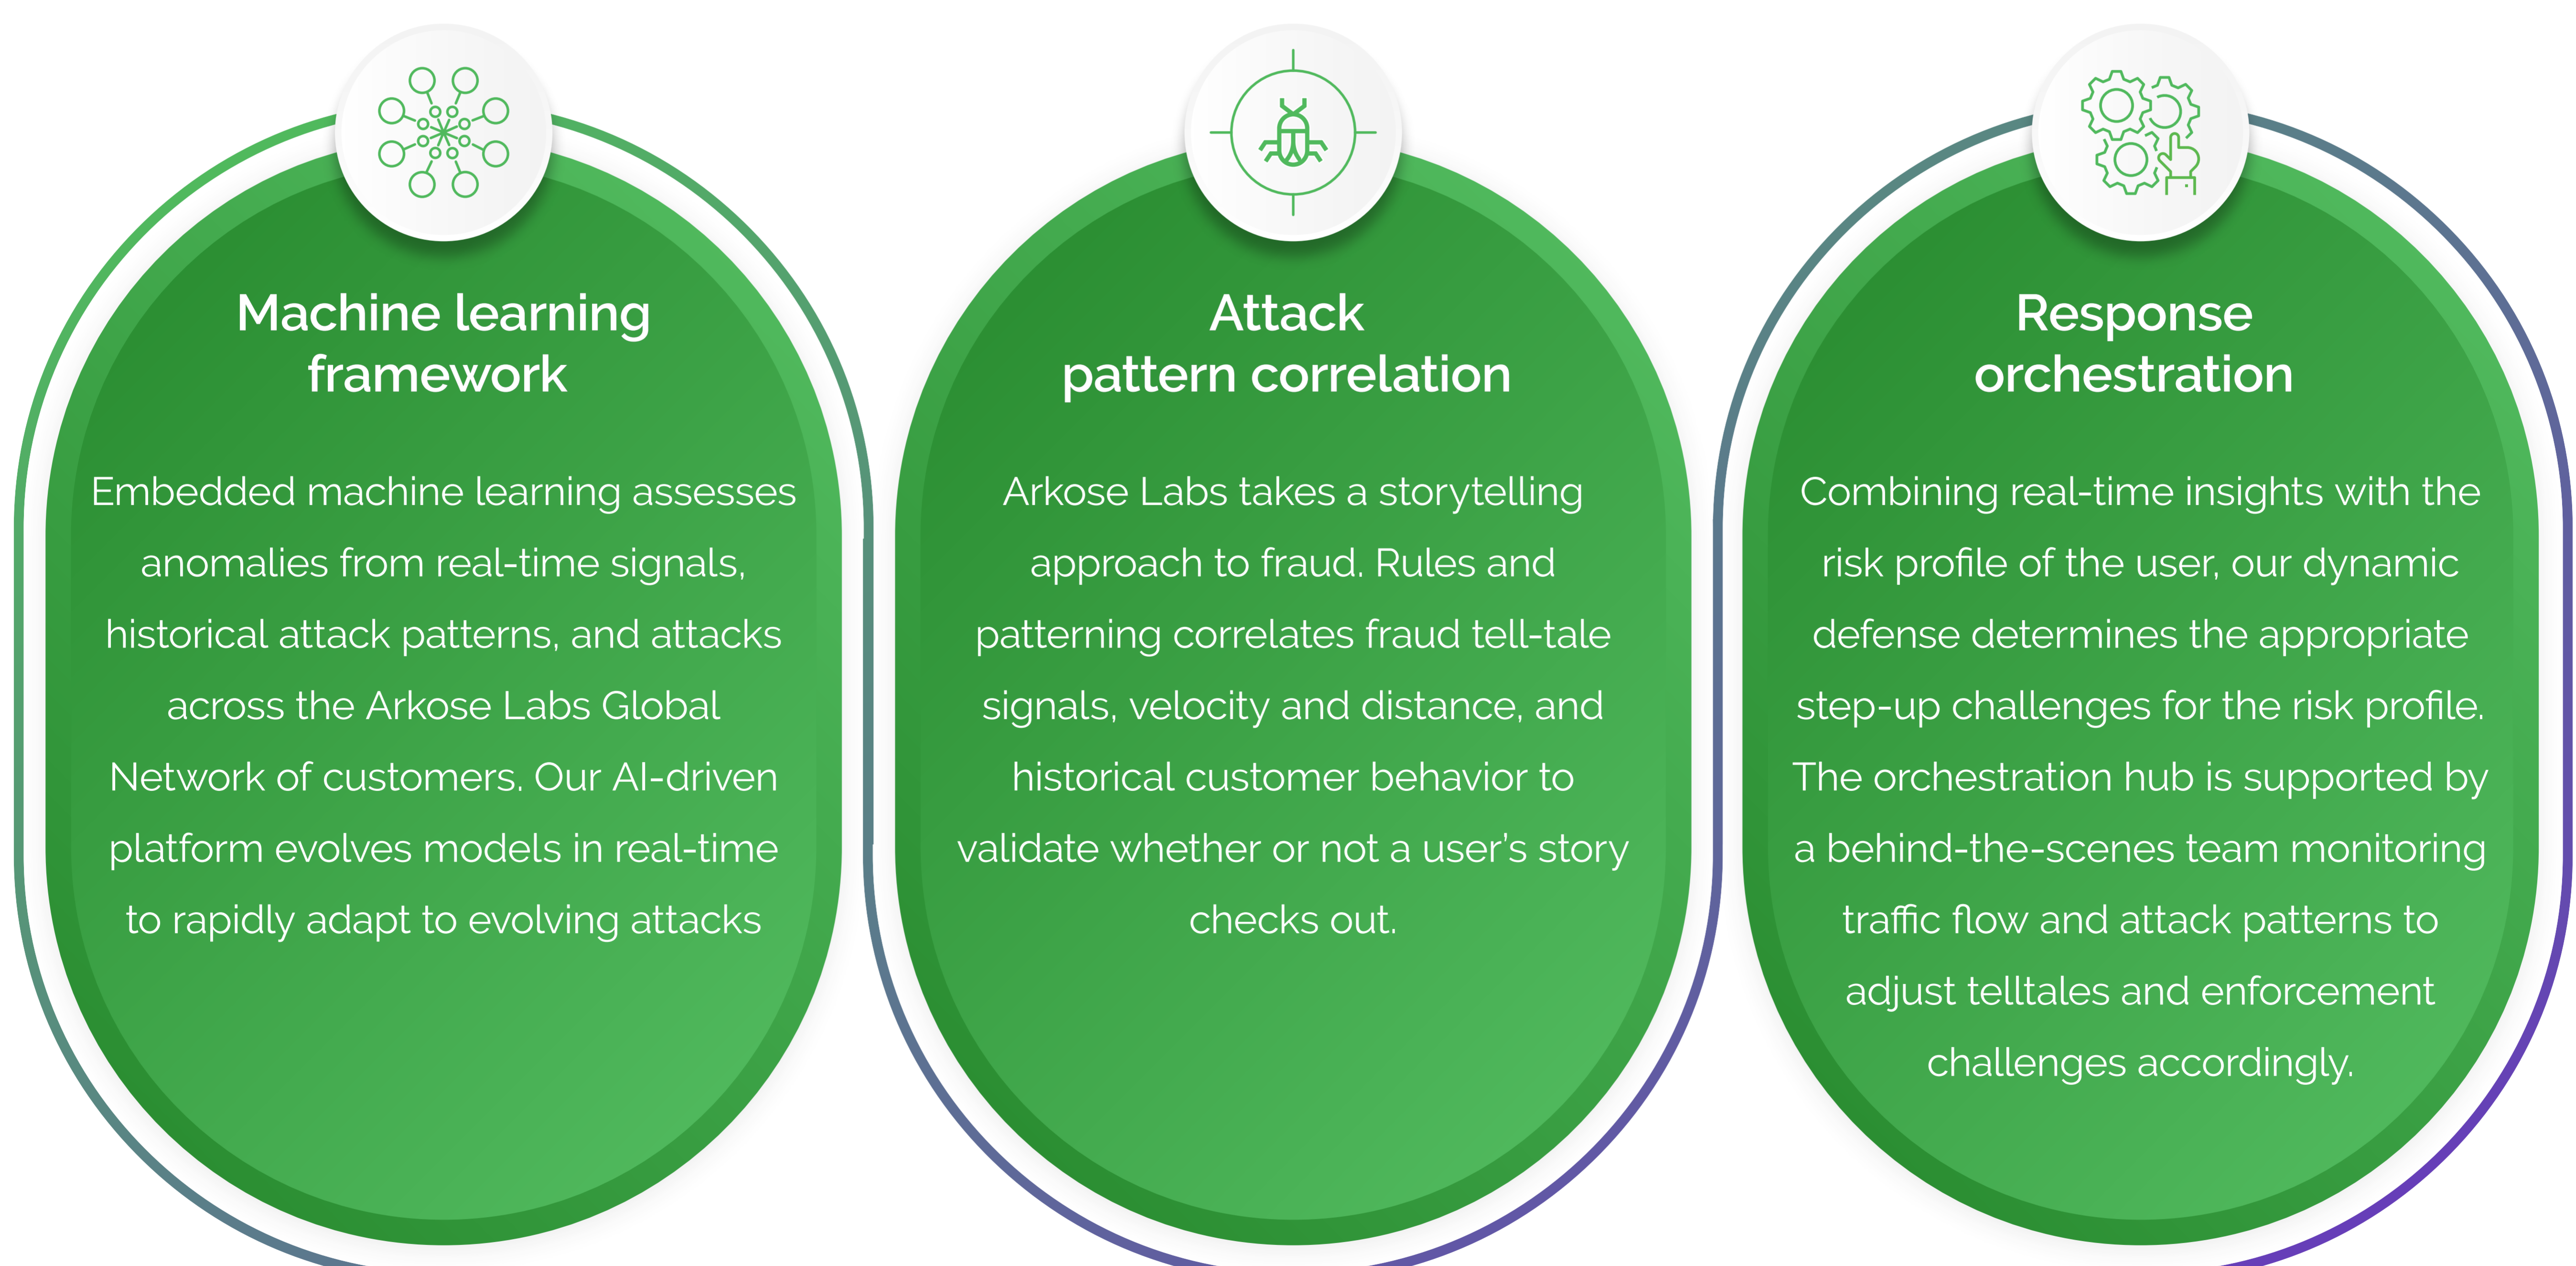 Machine learning
framework
Embedded machine learning assesses
anomalies from real-time signals,
historical attack patterns, and attacks
across the Arkose Labs Global
Network of customers. Our AI-driven
platform evolves models in real-time
to rapidly adapt to evolving attacks
Attack
pattern correlation
Arkose Labs takes a storytelling
approach to fraud. Rules and
patterning correlates fraud tell-tale
signals, velocity and distance, and
historical customer behavior to
validate whether or not a user’s story
checks out.
Response
orchestration
Combining real-time insights with the
risk profile of the user, our dynamic
defense determines the appropriate
step-up challenges for the risk profile.
The orchestration hub is supported by
a behind-the-scenes team monitoring
traffic flow and attack patterns to
adjust telltales and enforcement
challenges accordingly.